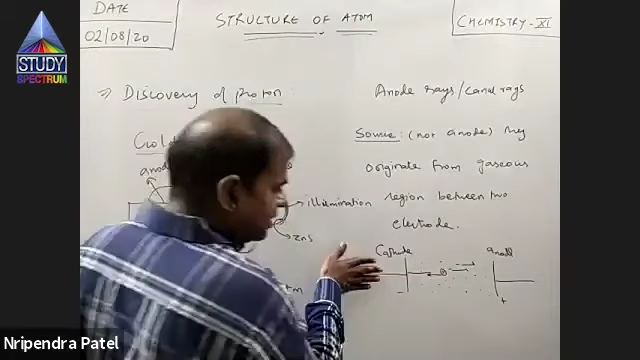 DATE
02/08/20
STRUCTURE OF ATOM
CHEMISTRY-XI
STUDY
SPECTRUM
=> Discovery of proton:
Anode rays/canal rays
Source: (not anode) They
originate from gaseous
region between two
electrode.
illumination
ZnS
Cathode
anode
-
+
Nripendra Patel